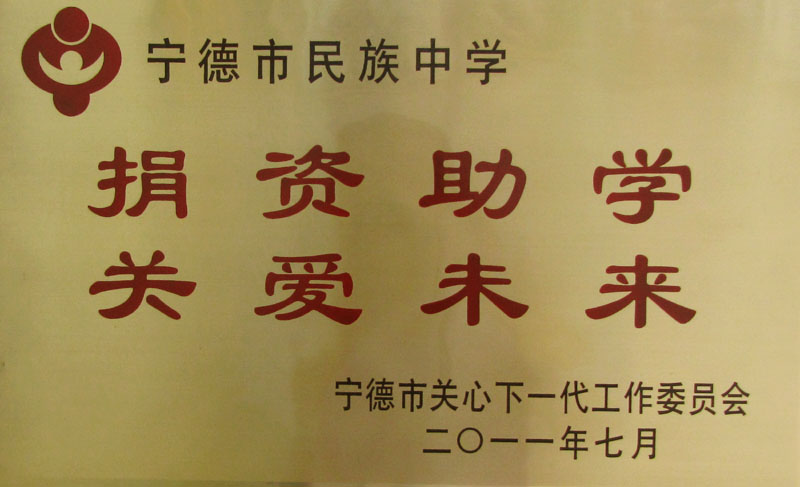 宁德市民族中学
捐资助学
关爱未来
宁德市关心下一代工作委员会
二〇一一年七月